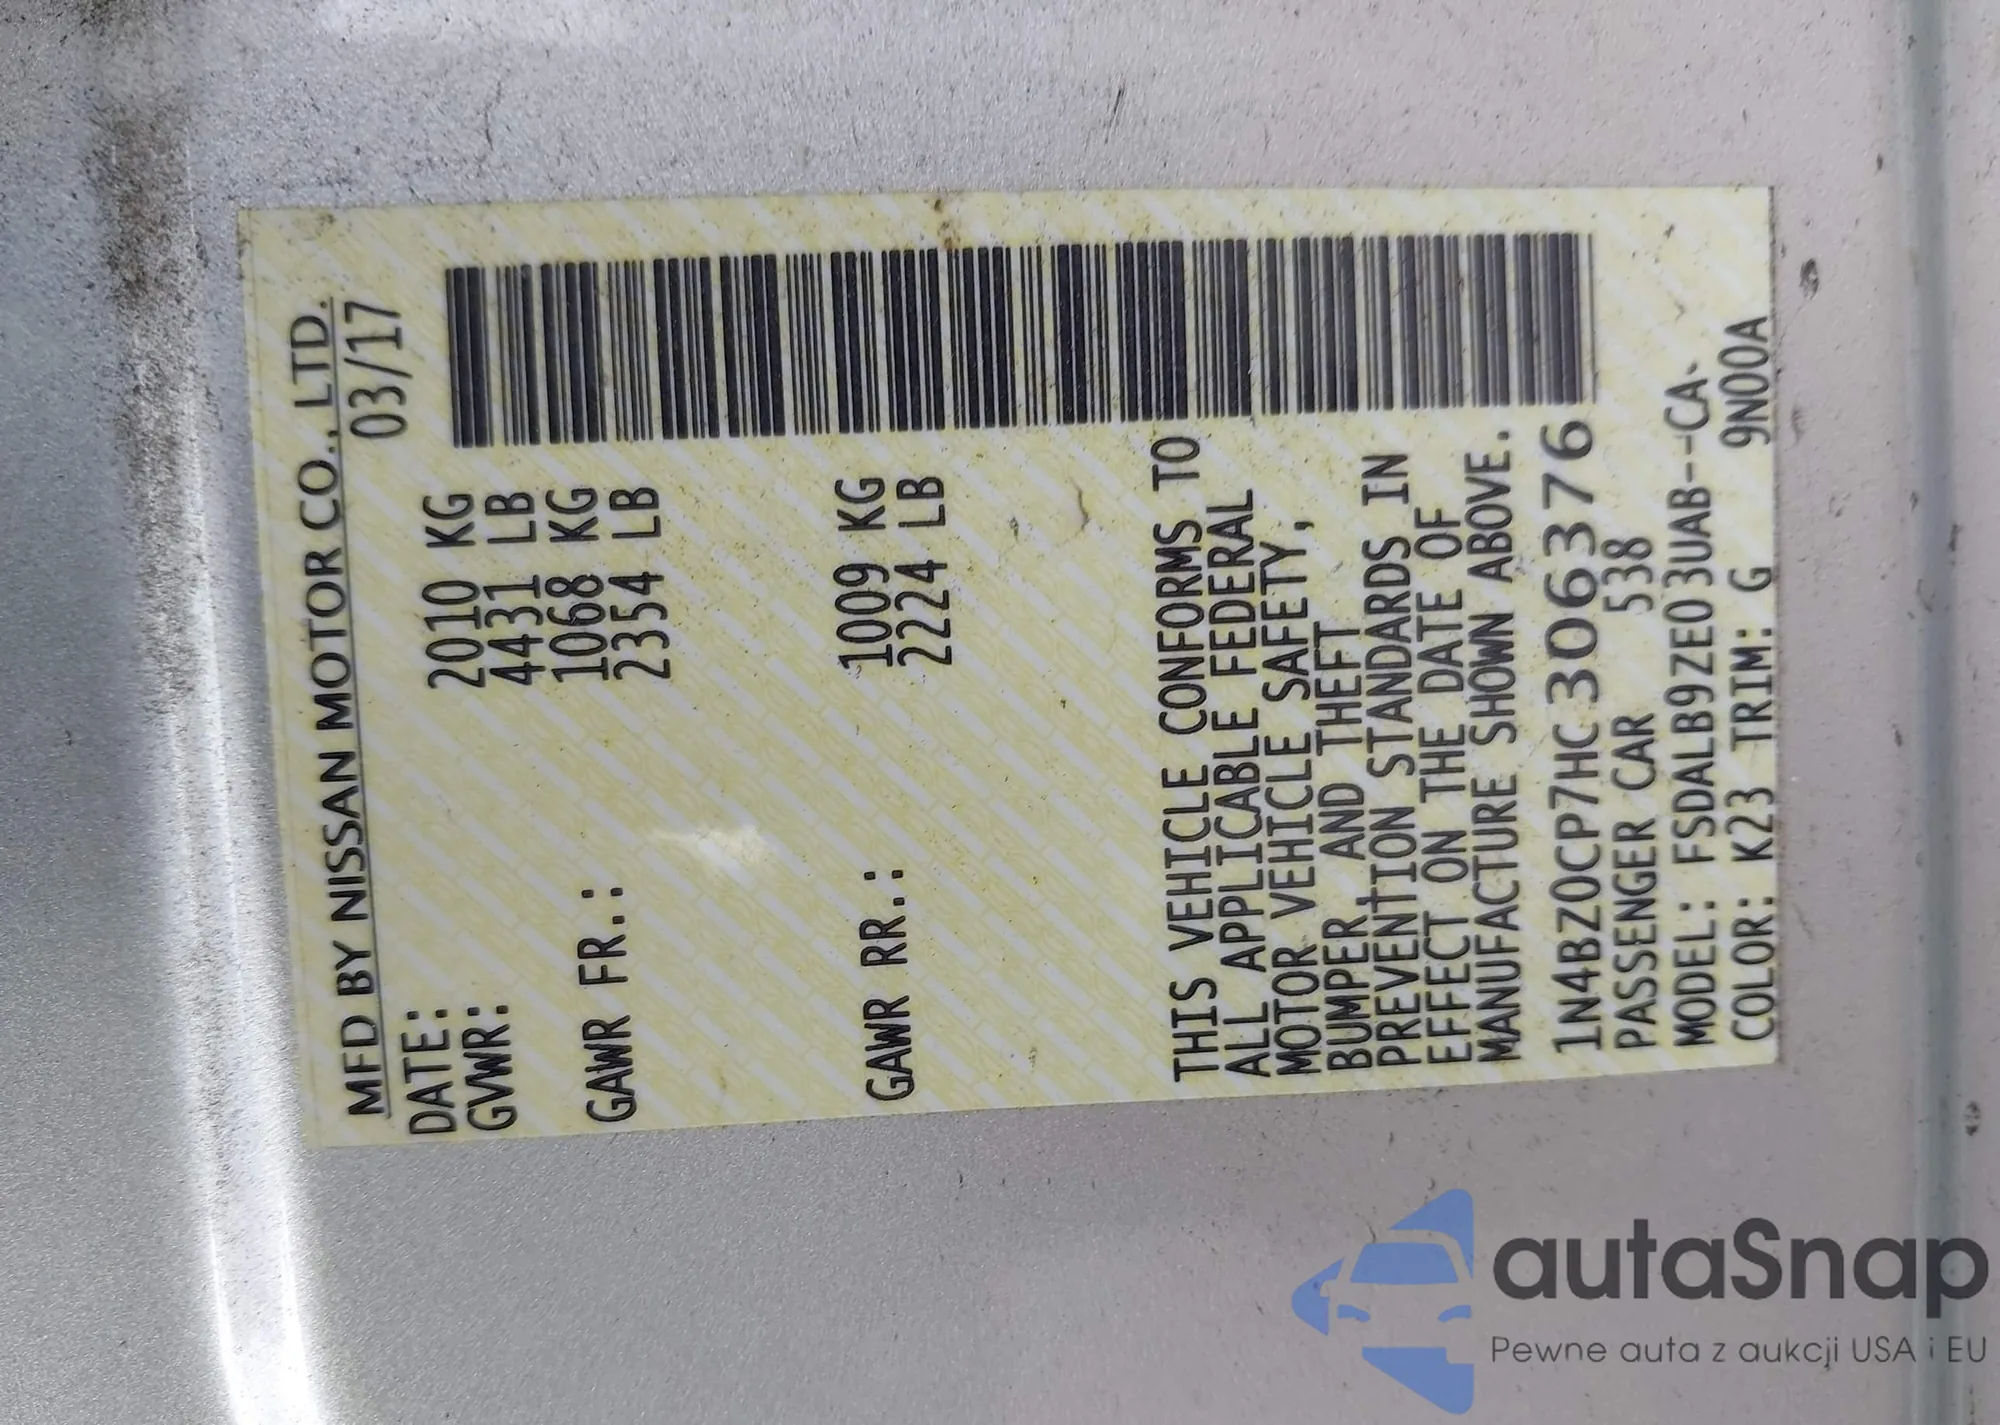 MFD BY NISSAN MOTOR CO., LTD.
DATE: 03/17
GVWR: 2010 KG
4431 LB
GAWR FR.: 1068 KG
2354 LB
GAWR RR.: 1009 KG
2224 LB
THIS VEHICLE CONFORMS TO
ALL APPLICABLE FEDERAL
MOTOR VEHICLE SAFETY,
BUMPER, AND THEFT
PREVENTION STANDARDS IN
EFFECT ON THE DATE OF
MANUFACTURE SHOWN ABOVE.
1N4BZ0CP7HC306376
PASSENGER CAR 538
MODEL: FSDALB9ZE03UAB--CA-
COLOR: K23 TRIM: G 9N00A
autaSnap
Pewne auta z aukcji USA i EU